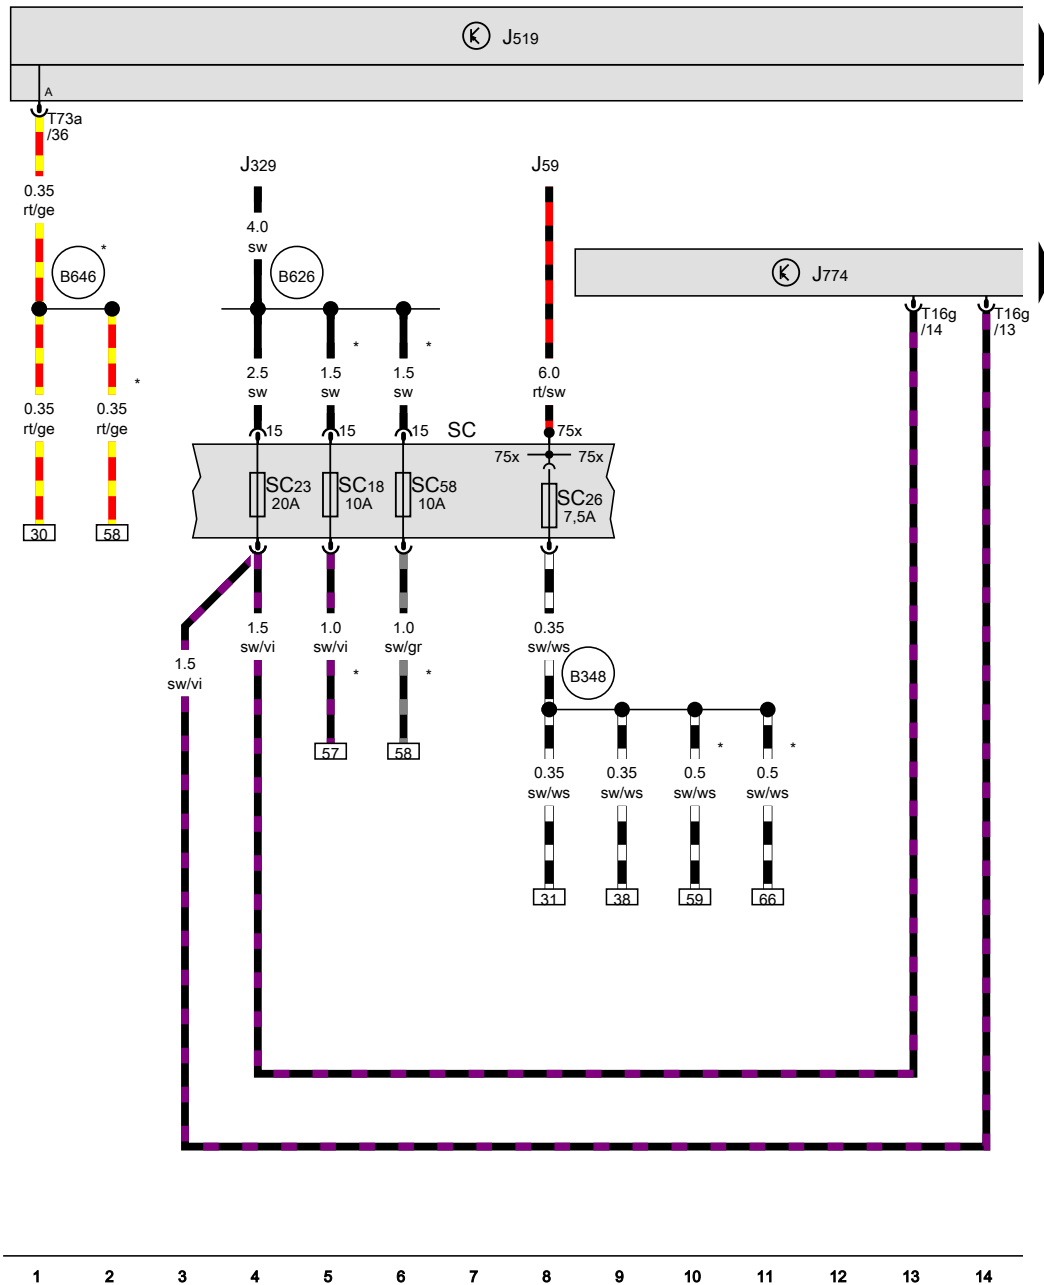 J519
A
T73a
/36
J329
J59
0.35
rt/ge
4.0
sw
*
B646
B626
J774
T16g
/14
T16g
/13
*
*
*
2.5
sw
1.5
sw
1.5
sw
6.0
rt/sw
0.35
rt/ge
0.35
rt/ge
15
15
15
SC
75x
75x
75x
SC23
20A
SC18
10A
SC58
10A
SC26
7,5A
30
58
1.5
sw/vi
1.0
sw/vi
1.0
sw/gr
0.35
sw/ws
1.5
sw/vi
*
*
B348
57
58
*
*
0.35
sw/ws
0.35
sw/ws
0.5
sw/ws
0.5
sw/ws
31
38
59
66
1 2 3 4 5 6 7 8 9 10 11 12 13 14